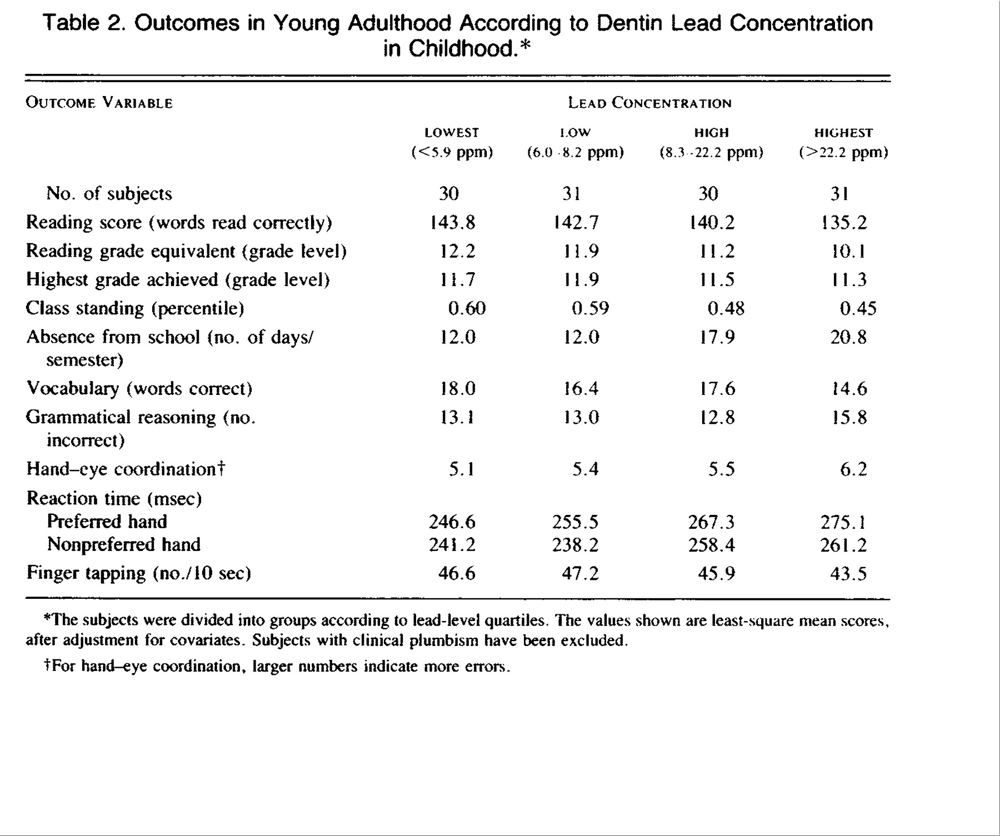 Table 2. Outcomes in Young Adulthood According to Dentin Lead Concentration
in Childhood.*
OUTCOME VARIABLE LEAD CONCENTRATION
LOWEST LOW HIGH HIGHEST
(<5.9 ppm) (6.0–8.2 ppm) (8.3–22.2 ppm) (>22.2 ppm)
No. of subjects 30 31 30 31
Reading score (words read correctly) 143.8 142.7 140.2 135.2
Reading grade equivalent (grade level) 12.2 11.9 11.2 10.1
Highest grade achieved (grade level) 11.7 11.9 11.5 11.3
Class standing (percentile) 0.60 0.59 0.48 0.45
Absence from school (no. of days/ 12.0 12.0 17.9 20.8
semester)
Vocabulary (words correct) 18.0 16.4 17.6 14.6
Grammatical reasoning (no. 13.1 13.0 12.8 15.8
incorrect)
Hand–eye coordination† 5.1 5.4 5.5 6.2
Reaction time (msec)
Preferred hand 246.6 255.5 267.3 275.1
Nonpreferred hand 241.2 238.2 258.4 261.2
Finger tapping (no./10 sec) 46.6 47.2 45.9 43.5
*The subjects were divided into groups according to lead-level quartiles. The values shown are least-square mean scores,
after adjustment for covariates. Subjects with clinical plumbism have been excluded.
†For hand–eye coordination, larger numbers indicate more errors.